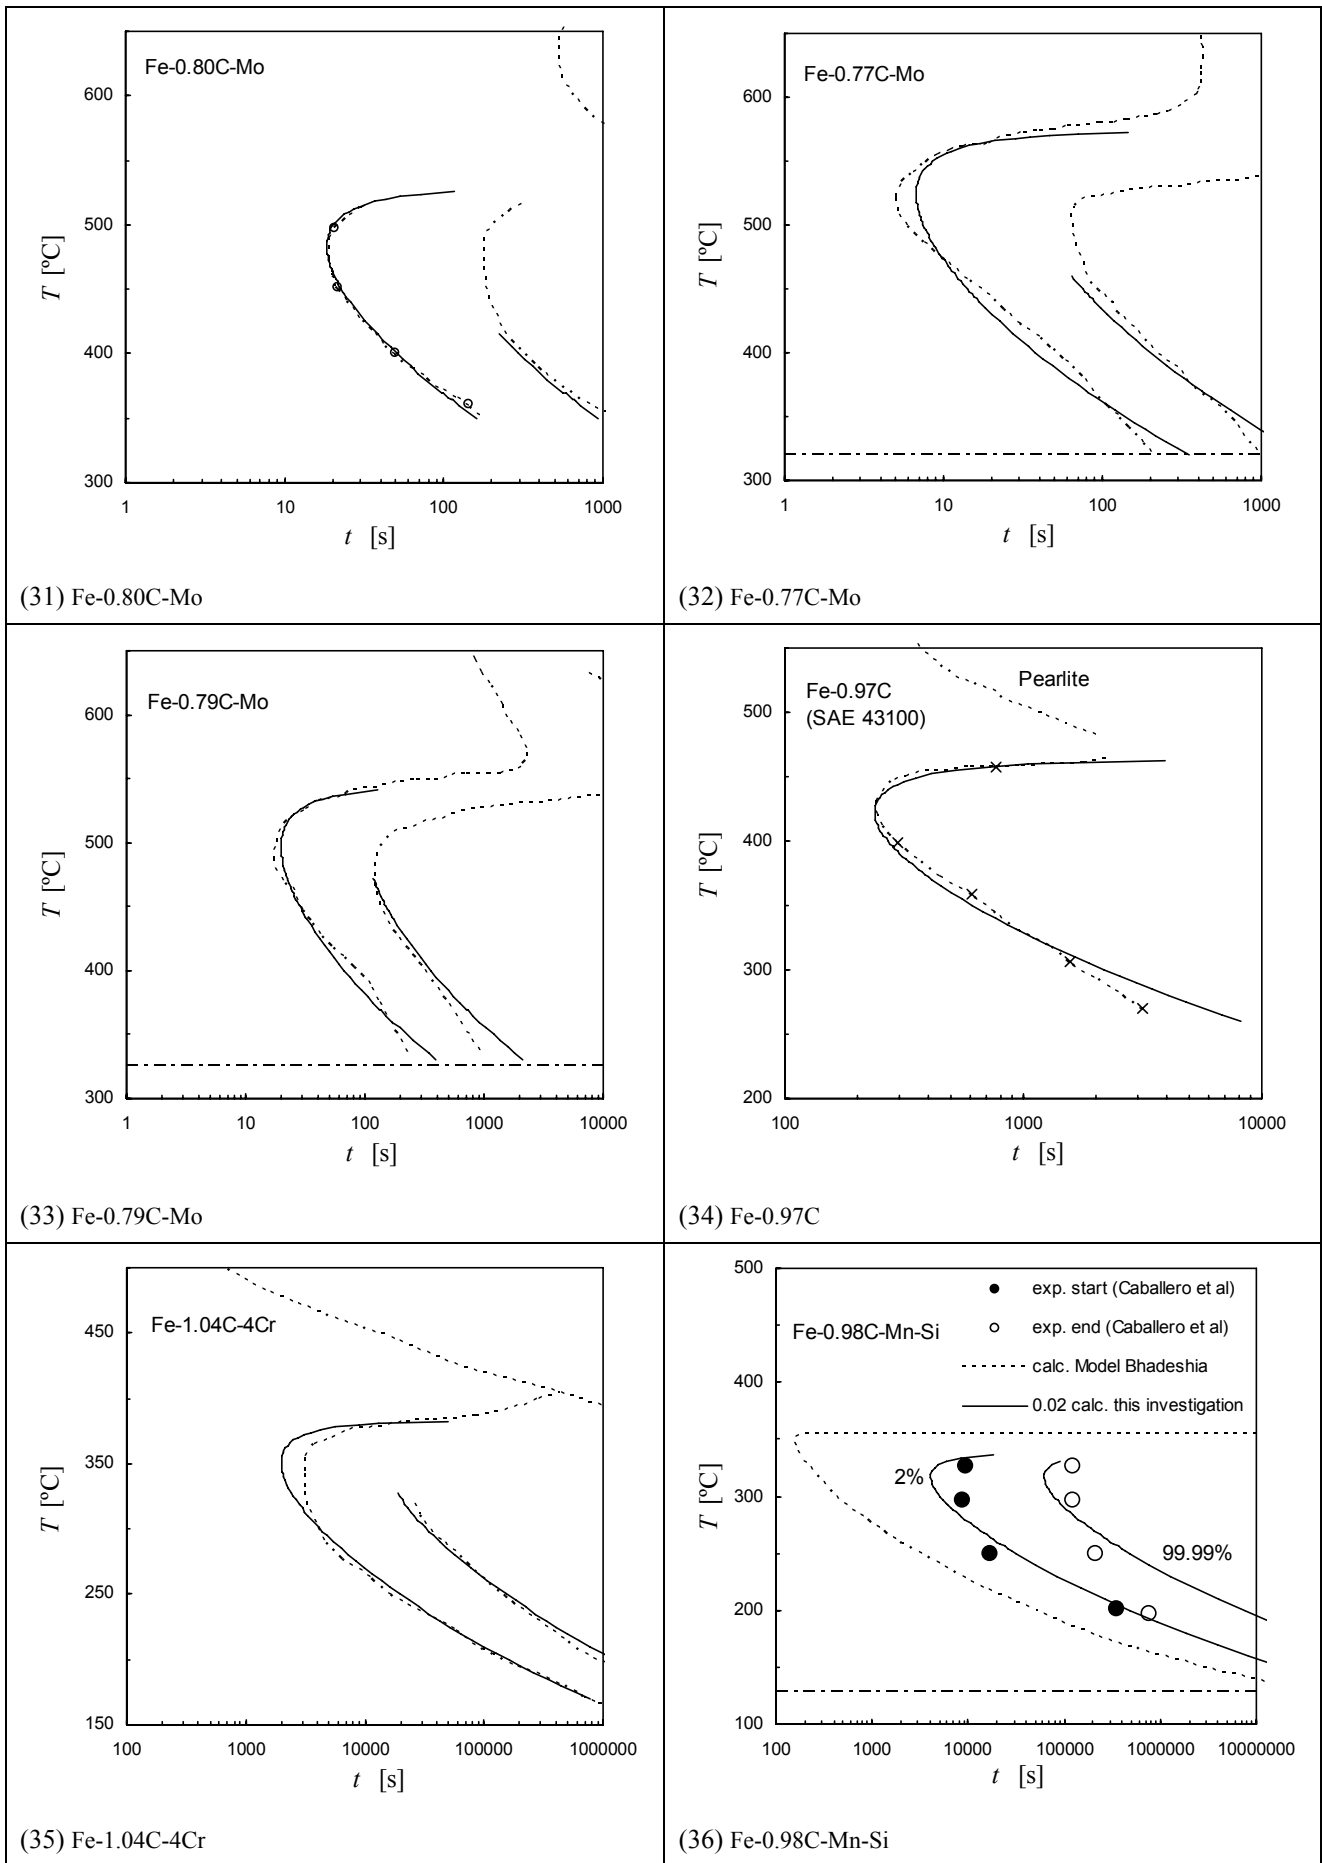 Fe-0.80C-Mo
600
500
400
300
T [ºC]
1 10 100 1000
t [s]
(31) Fe-0.80C-Mo
Fe-0.77C-Mo
600
500
400
300
T [ºC]
1 10 100 1000
t [s]
(32) Fe-0.77C-Mo
Fe-0.79C-Mo
600
500
400
300
T [ºC]
1 10 100 1000 10000
t [s]
(33) Fe-0.79C-Mo
Pearlite
Fe-0.97C
(SAE 43100)
500
400
300
200
T [ºC]
100 1000 10000
t [s]
(34) Fe-0.97C
Fe-1.04C-4Cr
450
350
250
150
T [ºC]
100 1000 10000 100000 1000000
t [s]
(35) Fe-1.04C-4Cr
500
400
300
200
100
T [ºC]
exp. start (Caballero et al)
Fe-0.98C-Mn-Si
exp. end (Caballero et al)
calc. Model Bhadeshia
0.02 calc. this investigation
2%
99.99%
100 1000 10000 100000 1000000 10000000
t [s]
(36) Fe-0.98C-Mn-Si